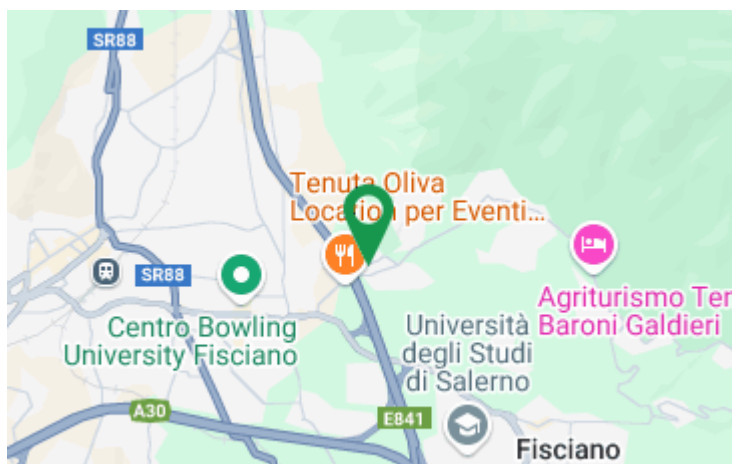 SR88
Tenuta Oliva
Location per Eventi...
SR88
Centro Bowling
University Fisciano
Università
degli Studi
di Salerno
Agriturismo Ter
Baroni Galdieri
A30
E841
Fisciano